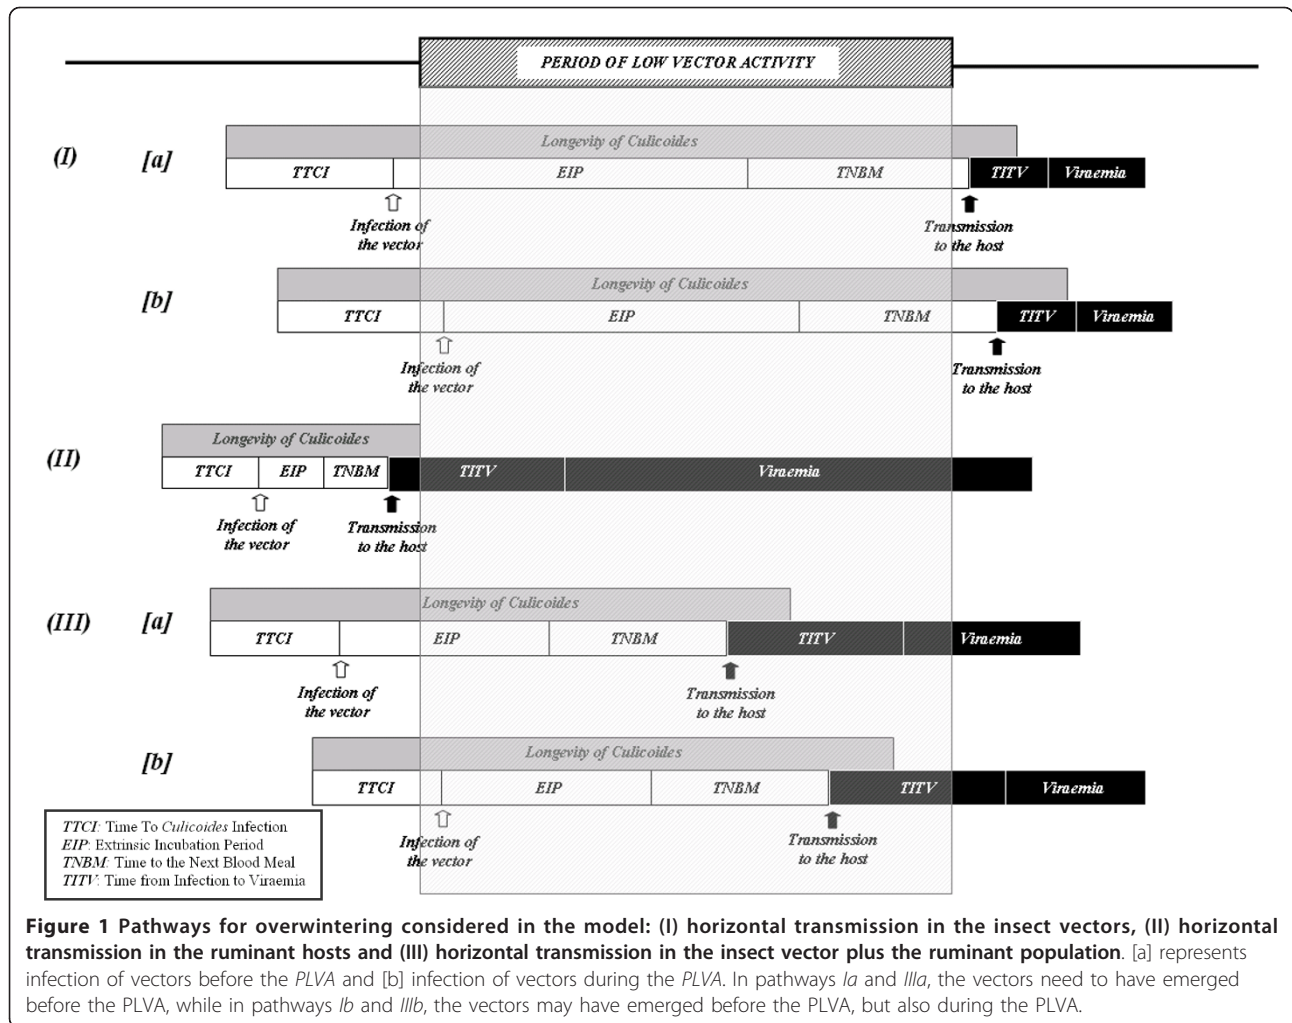 PERIOD OF LOW VECTOR ACTIVITY
(I) [a] Longevity of Culicoides
TTCI EIP TNBM TITV Viraemia
Infection of
the vector
Transmission
to the host
[b] Longevity of Culicoides
TTCI EIP TNBM TITV Viraemia
Infection of
the vector
Transmission
to the host
(II) Longevity of Culicoides
TTCI EIP TNBM TITV Viraemia
Infection of
the vector
Transmission
to the host
(III) [a] Longevity of Culicoides
TTCI EIP TNBM TITV Viraemia
Infection of
the vector
Transmission
to the host
[b] Longevity of Culicoides
TTCI EIP TNBM TITV Viraemia
Infection of
the vector
Transmission
to the host
TTCI: Time To Culicoides Infection
EIP: Extrinsic Incubation Period
TNBM: Time to the Next Blood Meal
TITV: Time from Infection to Viraemia
Figure 1 Pathways for overwintering considered in the model: (I) horizontal transmission in the insect vectors, (II) horizontal
transmission in the ruminant hosts and (III) horizontal transmission in the insect vector plus the ruminant population. [a] represents
infection of vectors before the PLVA and [b] infection of vectors during the PLVA. In pathways Ia and IIIa, the vectors need to have emerged
before the PLVA, while in pathways Ib and IIIb, the vectors may have emerged before the PLVA, but also during the PLVA.